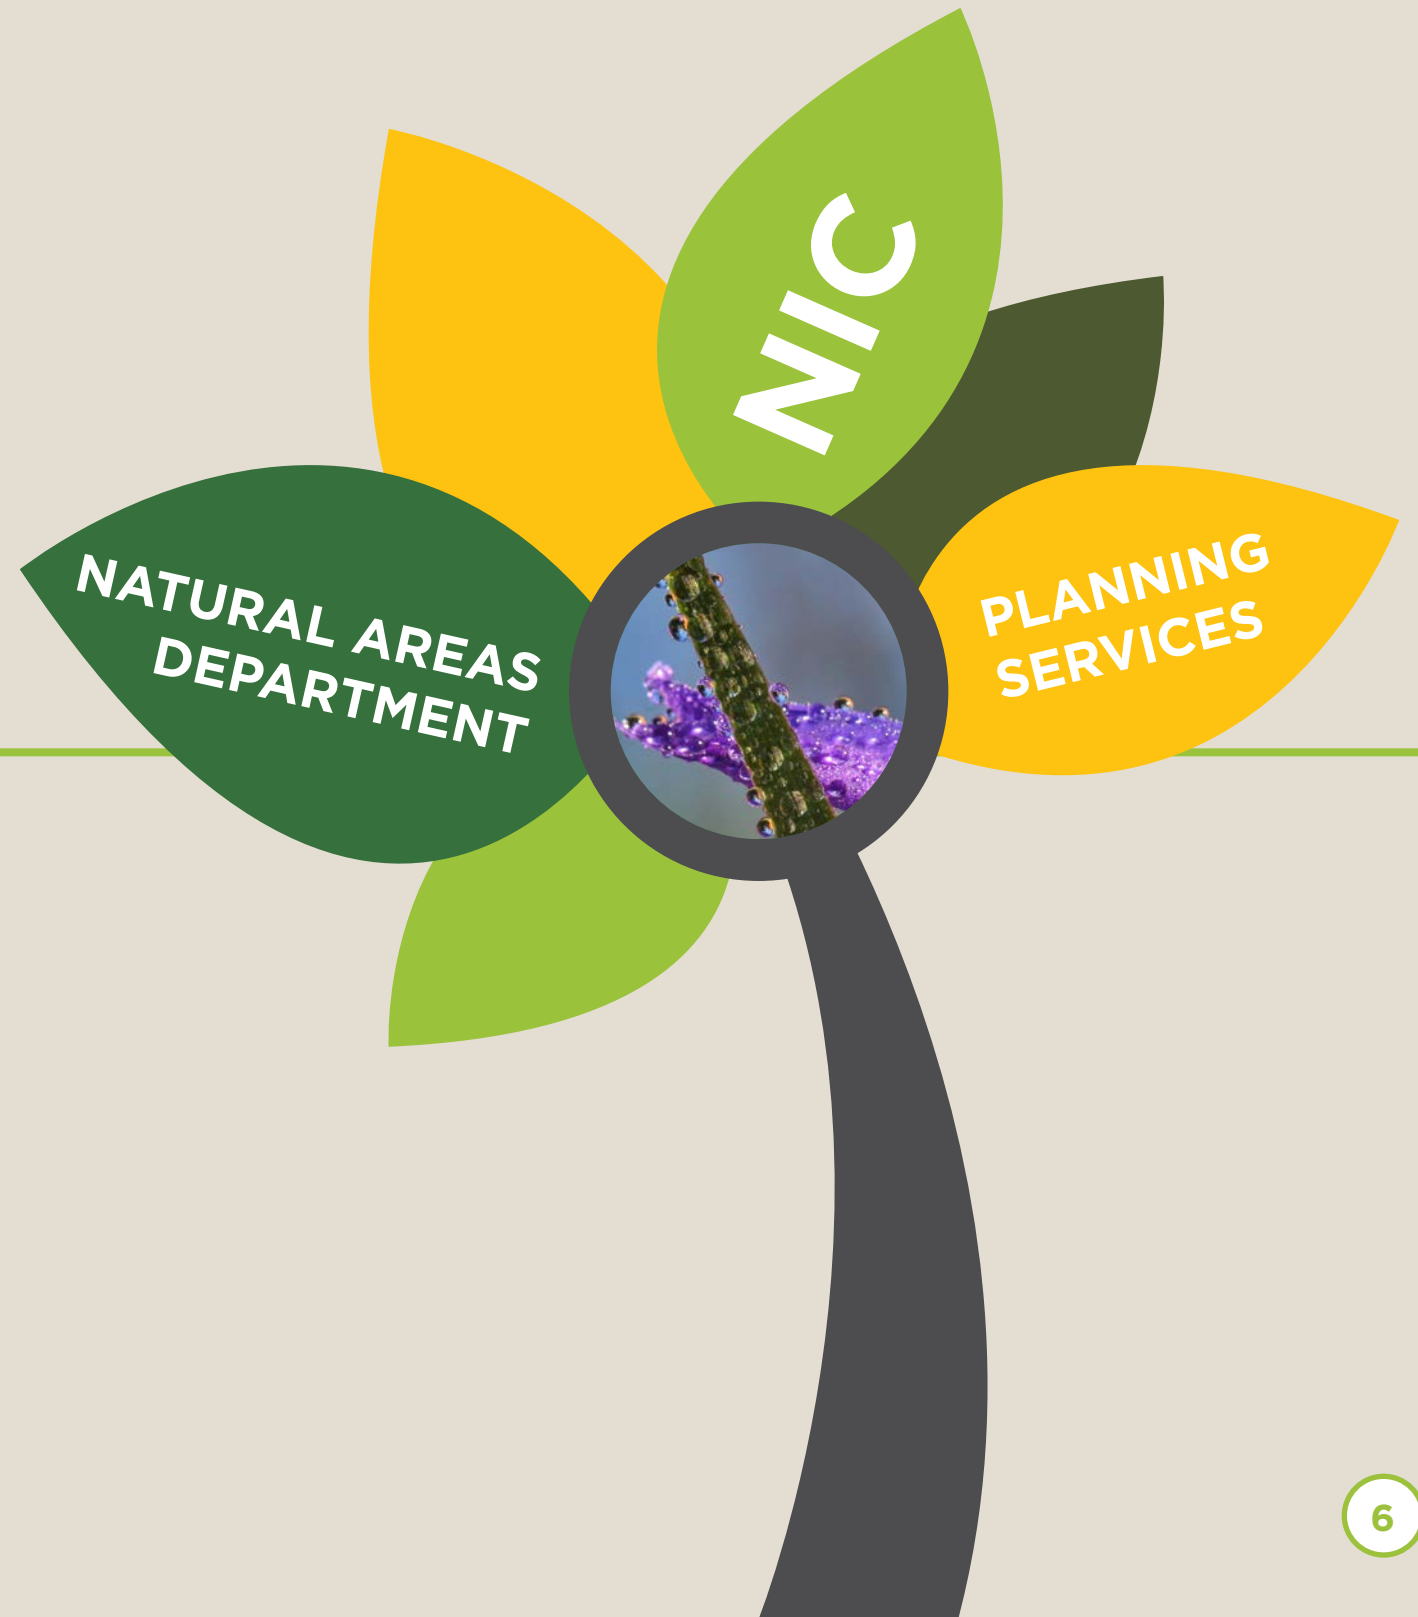 NIC
NATURAL AREAS
DEPARTMENT
PLANNING
SERVICES
6